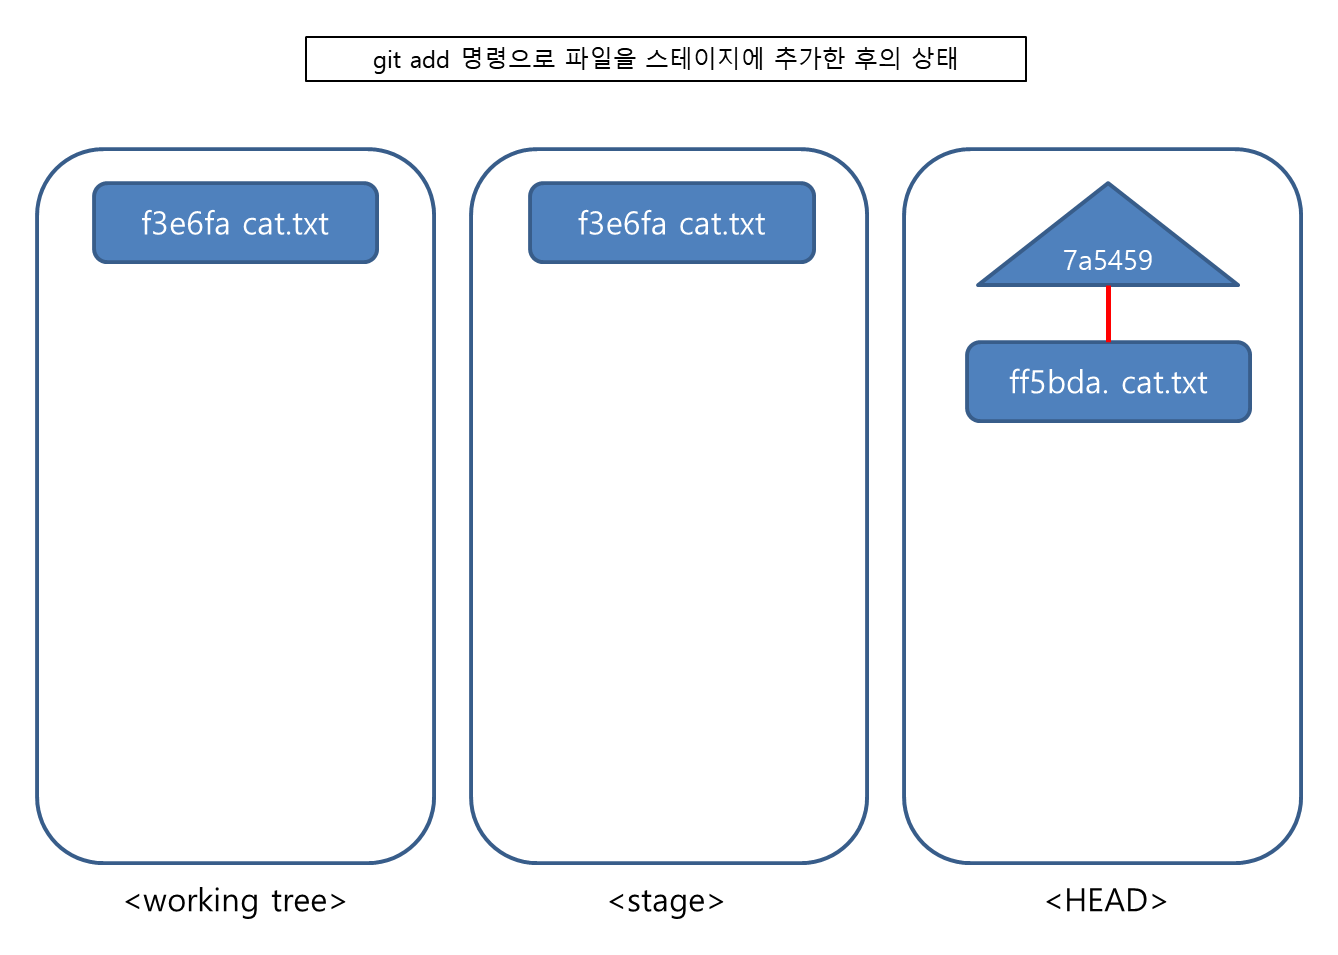 git add 명령으로 파일을 스테이지에 추가한 후의 상태
f3e6fa cat.txt
f3e6fa cat.txt
7a5459
ff5bda. cat.txt
<working tree>
<stage>
<HEAD>